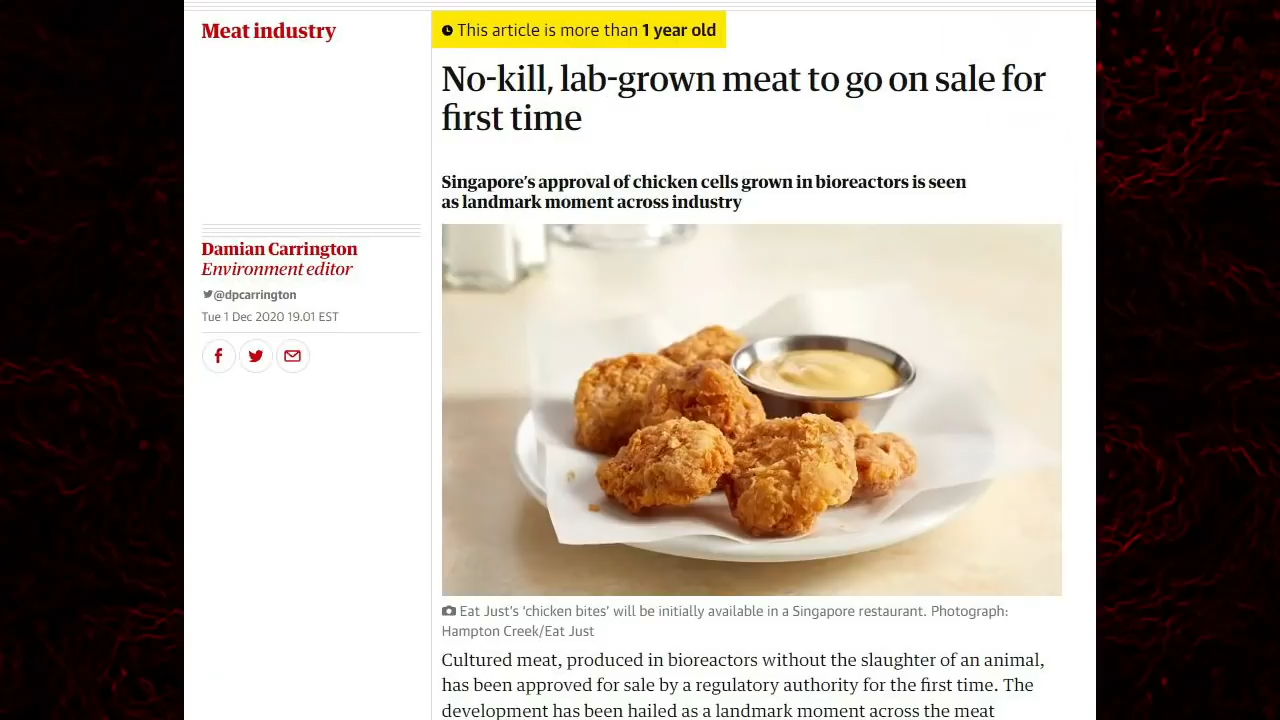 Meat industry
This article is more than 1 year old
No-kill, lab-grown meat to go on sale for
first time
Singapore's approval of chicken cells grown in bioreactors is seen
as landmark moment across industry
Damian Carrington
Environment editor
@dpcarrington
Tue 1 Dec 2020 19.01 EST
Eat Just's 'chicken bites' will be initially available in a Singapore restaurant. Photograph:
Hampton Creek/Eat Just
Cultured meat, produced in bioreactors without the slaughter of an animal,
has been approved for sale by a regulatory authority for the first time. The
development has been hailed as a landmark moment across the meat